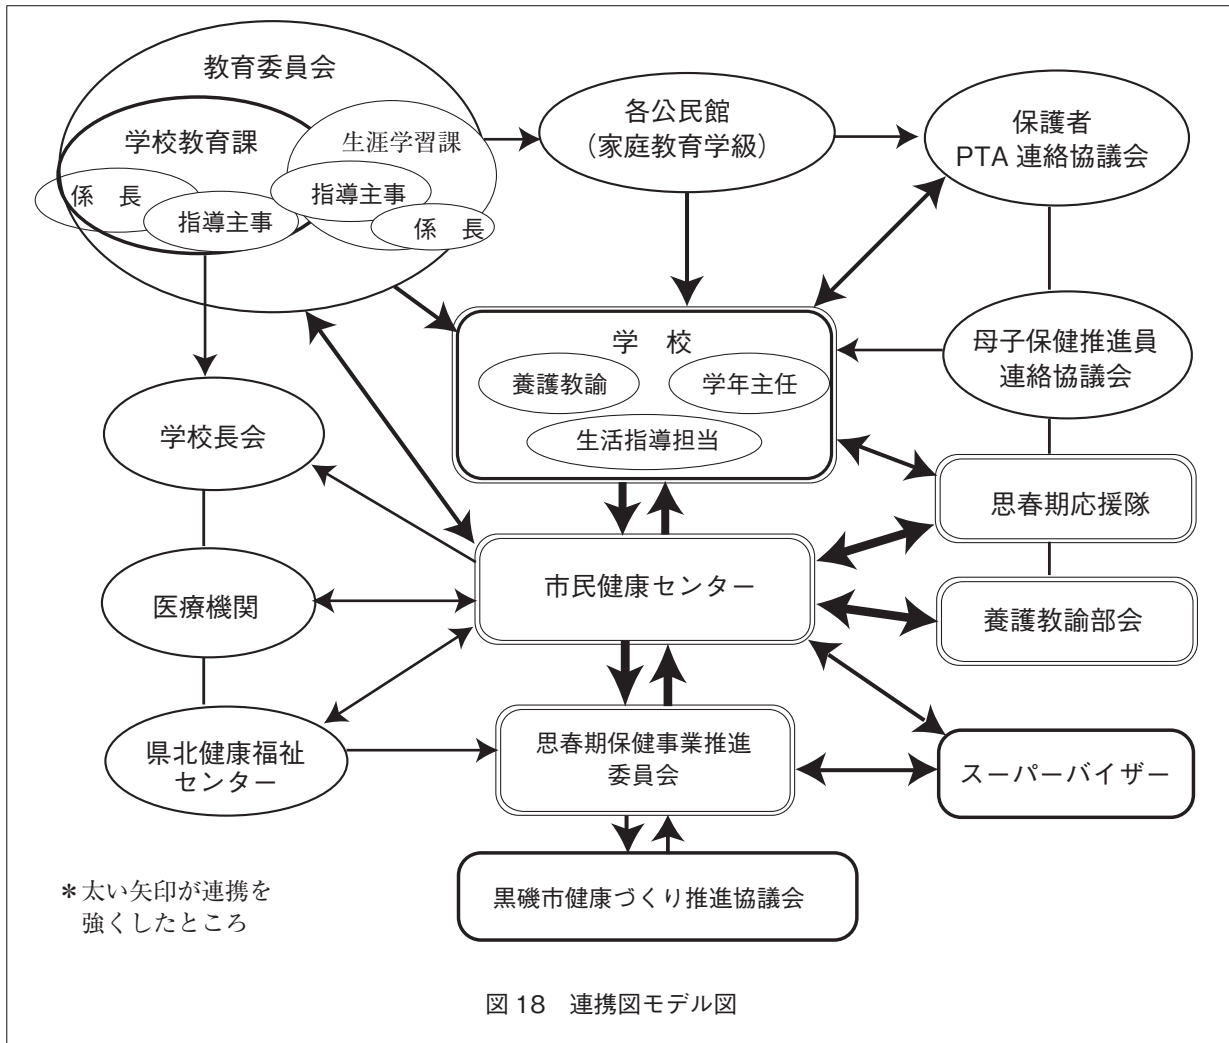 教育委員会
学校教育課
生涯学習課
係　長
指導主事
指導主事
係　長
各公民館
（家庭教育学級）
保護者
PTA 連絡協議会
学　校
養護教諭
学年主任
生活指導担当
母子保健推進員
連絡協議会
学校長会
思春期応援隊
市民健康センター
医療機関
養護教諭部会
県北健康福祉
センター
思春期保健事業推進
委員会
スーパーバイザー
黒磯市健康づくり推進協議会
＊太い矢印が連携を
強くしたところ
図 18　連携図モデル図